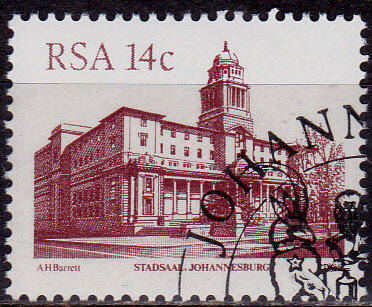 RSA 14c
JOHANN
A H Barrett STADSAAL, JOHANNESBURG